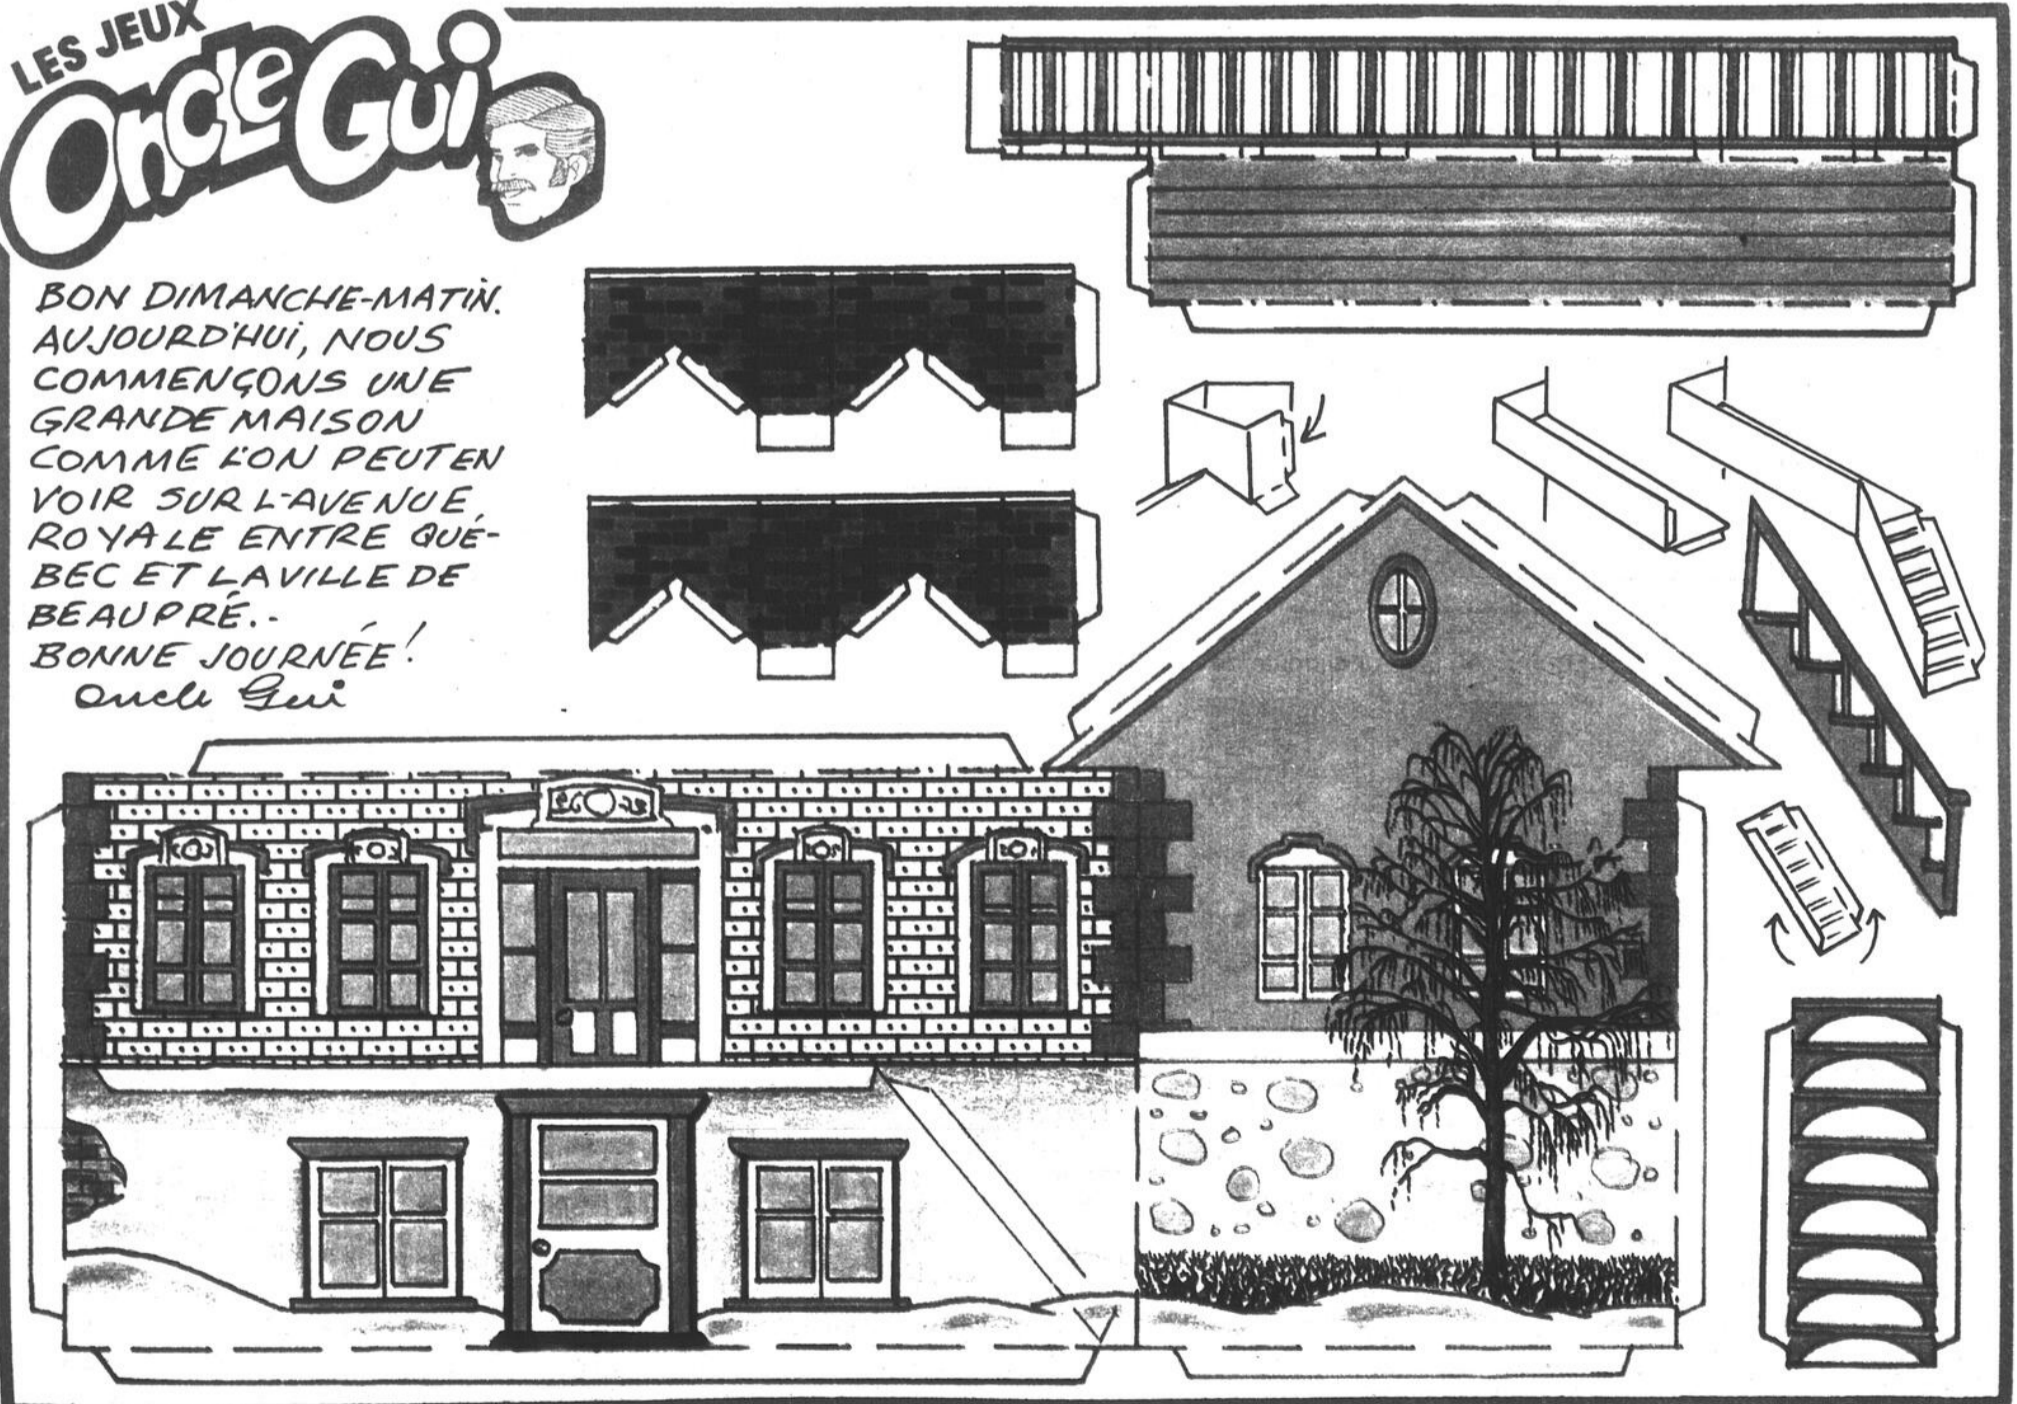 LES JEUX
Oncle Gui
BON DIMANCHE-MATIN.
AUJOURD'HUI, NOUS
COMMENÇONS UNE
GRANDE MAISON
COMME L'ON PEUT EN
VOIR SUR L'AVENUE
ROYALE ENTRE QUÉ-
BEC ET LA VILLE DE
BEAUPRÉ.-
BONNE JOURNÉE!
Oncle Gui